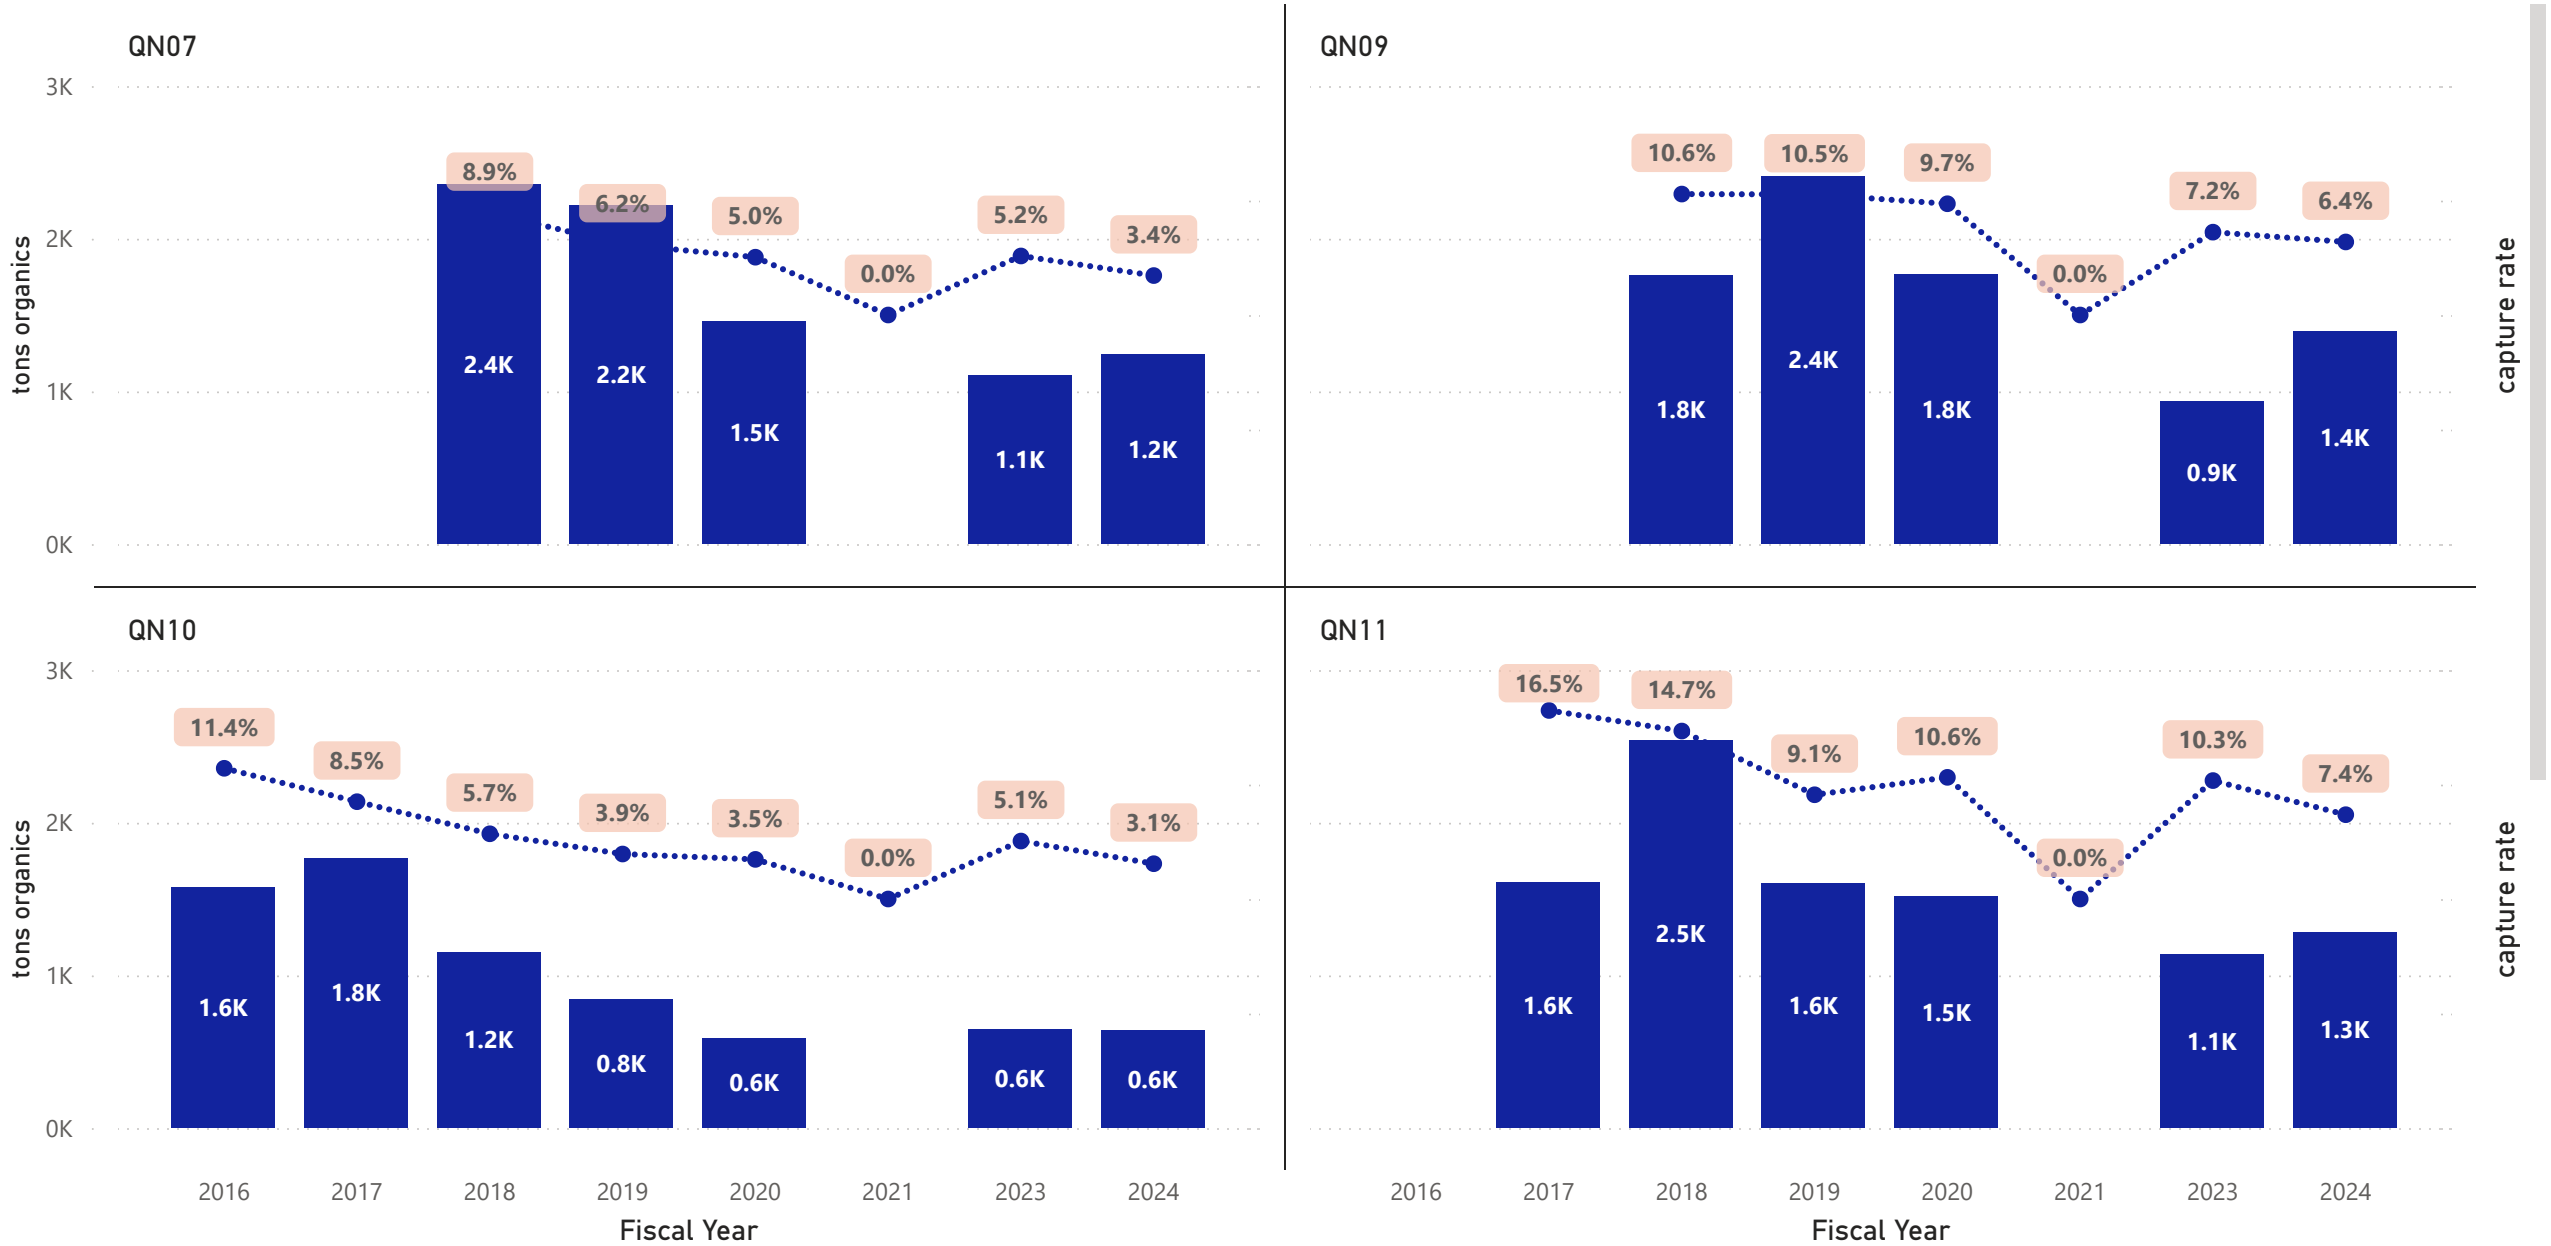 QN07
3K
2K
1K
0K
tons organics
8.9%
6.2%
5.0%
0.0%
5.2%
3.4%
2.4K
2.2K
1.5K
1.1K
1.2K
QN09
10.6%
10.5%
9.7%
0.0%
7.2%
6.4%
1.8K
2.4K
1.8K
0.9K
1.4K
capture rate
QN10
3K
2K
1K
0K
tons organics
11.4%
8.5%
5.7%
3.9%
3.5%
0.0%
5.1%
3.1%
1.6K
1.8K
1.2K
0.8K
0.6K
0.6K
0.6K
2016 2017 2018 2019 2020 2021 2023 2024
Fiscal Year
QN11
16.5%
14.7%
9.1%
10.6%
0.0%
10.3%
7.4%
1.6K
2.5K
1.6K
1.5K
1.1K
1.3K
capture rate
2016 2017 2018 2019 2020 2021 2023 2024
Fiscal Year